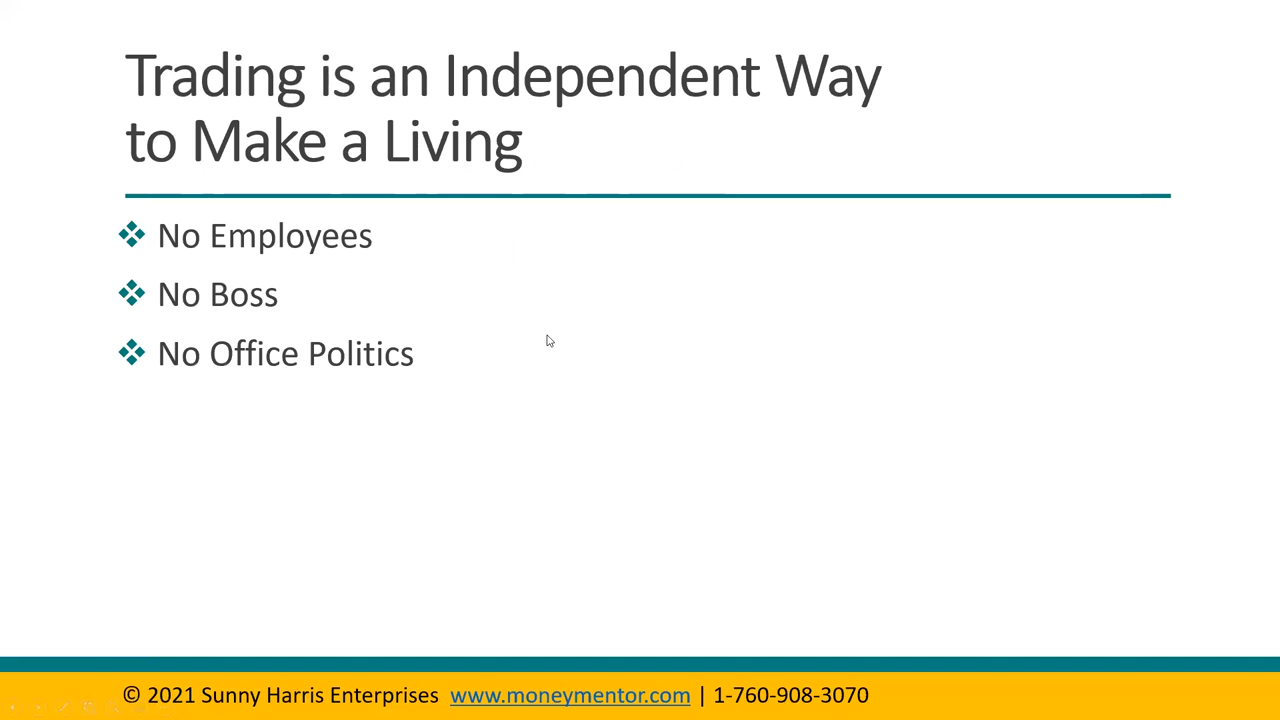 Trading is an Independent Way
to Make a Living
No Employees
No Boss
No Office Politics
© 2021 Sunny Harris Enterprises www.moneymentor.com | 1-760-908-3070